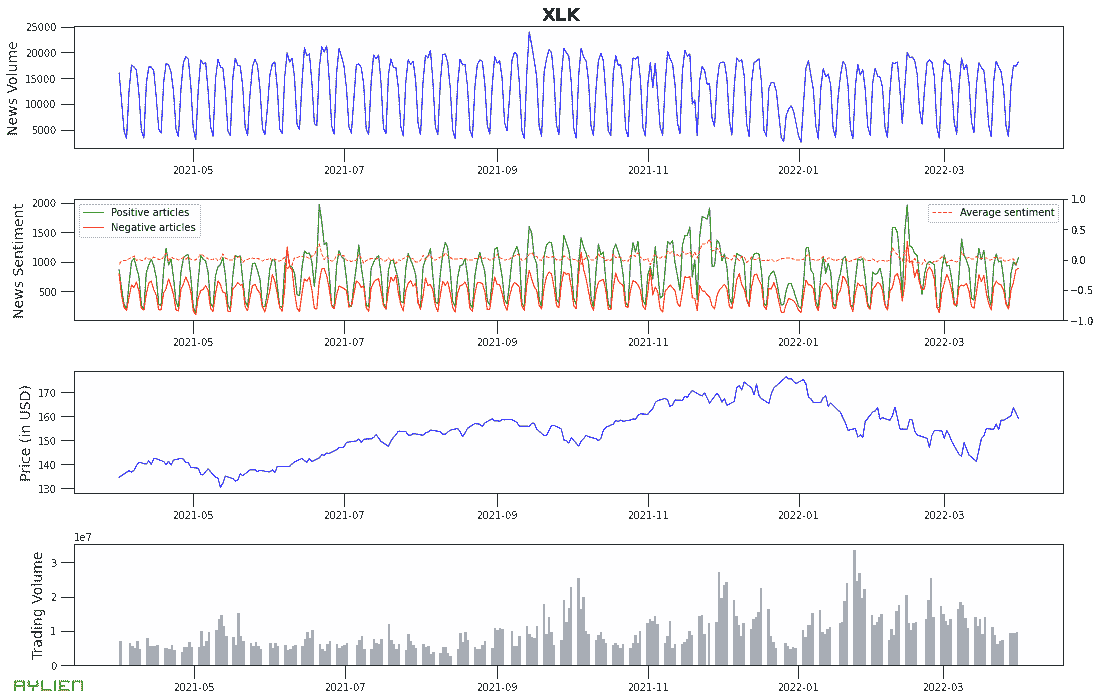 XLK
25000
20000
15000
10000
5000
News Volume
2021-05 2021-07 2021-09 2021-11 2022-01 2022-03
2000
1500
1000
500
News Sentiment
Positive articles
Negative articles
Average sentiment
1.0
0.5
0.0
−0.5
−1.0
2021-05 2021-07 2021-09 2021-11 2022-01 2022-03
170
160
150
140
130
Price (in USD)
2021-05 2021-07 2021-09 2021-11 2022-01 2022-03
1e7
3
2
1
0
Trading Volume
2021-05 2021-07 2021-09 2021-11 2022-01 2022-03
AYLIEN